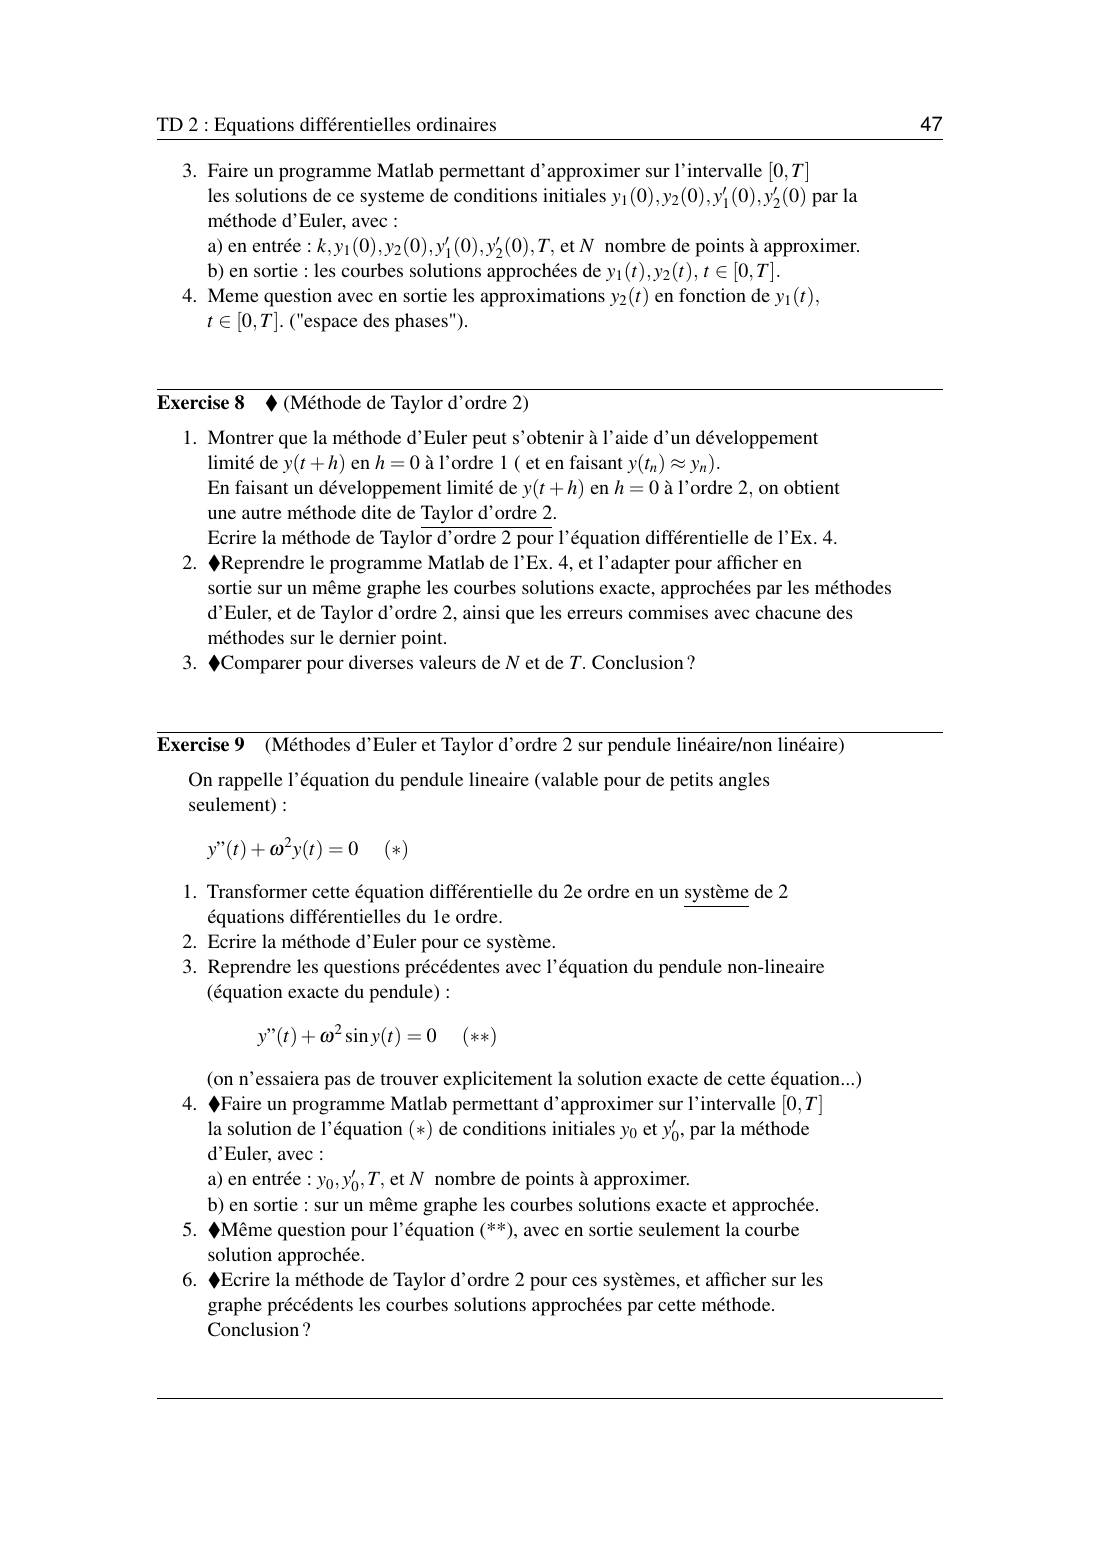 TD 2 : Equations différentielles ordinaires 47
3. Faire un programme Matlab permettant d'approximer sur l'intervalle [0,T]
les solutions de ce systeme de conditions initiales y₁(0),y₂(0),y′₁(0),y′₂(0) par la
méthode d'Euler, avec :
a) en entrée : k,y₁(0),y₂(0),y′₁(0),y′₂(0),T, et N nombre de points à approximer.
b) en sortie : les courbes solutions approchées de y₁(t),y₂(t), t ∈ [0,T].
4. Meme question avec en sortie les approximations y₂(t) en fonction de y₁(t),
t ∈ [0,T]. ("espace des phases").
Exercise 8 ♦ (Méthode de Taylor d'ordre 2)
1. Montrer que la méthode d'Euler peut s'obtenir à l'aide d'un développement
limité de y(t + h) en h = 0 à l'ordre 1 ( et en faisant y(tₙ) ≈ yₙ).
En faisant un développement limité de y(t + h) en h = 0 à l'ordre 2, on obtient
une autre méthode dite de Taylor d'ordre 2.
Ecrire la méthode de Taylor d'ordre 2 pour l'équation différentielle de l'Ex. 4.
2. ♦Reprendre le programme Matlab de l'Ex. 4, et l'adapter pour afficher en
sortie sur un même graphe les courbes solutions exacte, approchées par les méthodes
d'Euler, et de Taylor d'ordre 2, ainsi que les erreurs commises avec chacune des
méthodes sur le dernier point.
3. ♦Comparer pour diverses valeurs de N et de T. Conclusion ?
Exercise 9 (Méthodes d'Euler et Taylor d'ordre 2 sur pendule linéaire/non linéaire)
On rappelle l'équation du pendule lineaire (valable pour de petits angles
seulement) :
y”(t) + ω²y(t) = 0 (∗)
1. Transformer cette équation différentielle du 2e ordre en un système de 2
équations différentielles du 1e ordre.
2. Ecrire la méthode d'Euler pour ce système.
3. Reprendre les questions précédentes avec l'équation du pendule non-lineaire
(équation exacte du pendule) :
y”(t) + ω² sin y(t) = 0 (∗∗)
(on n'essaiera pas de trouver explicitement la solution exacte de cette équation...)
4. ♦Faire un programme Matlab permettant d'approximer sur l'intervalle [0,T]
la solution de l'équation (∗) de conditions initiales y₀ et y′₀, par la méthode
d'Euler, avec :
a) en entrée : y₀,y′₀,T, et N nombre de points à approximer.
b) en sortie : sur un même graphe les courbes solutions exacte et approchée.
5. ♦Même question pour l'équation (**), avec en sortie seulement la courbe
solution approchée.
6. ♦Ecrire la méthode de Taylor d'ordre 2 pour ces systèmes, et afficher sur les
graphe précédents les courbes solutions approchées par cette méthode.
Conclusion ?